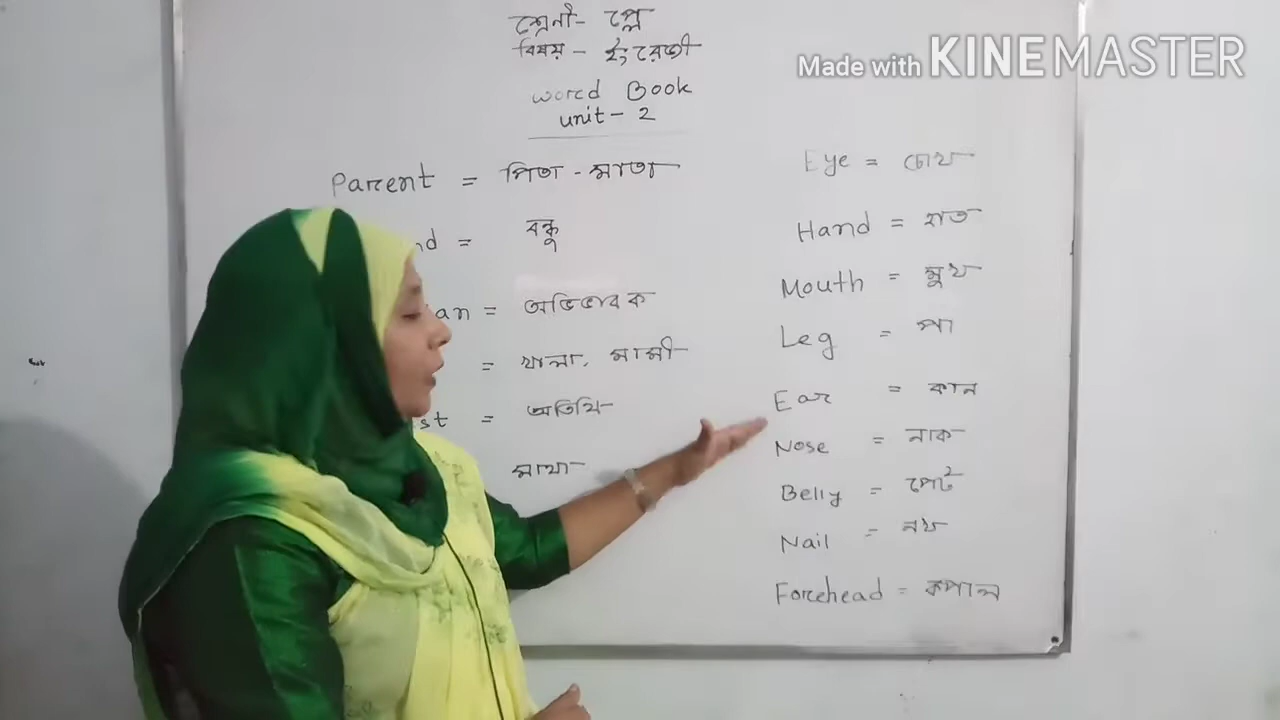 শ্রেনী - প্লে
বিষয় - ইংরেজী
Made with KINEMASTER
Word Book
unit - 2
Parent = পিতা - মাতা
nd = বন্ধু
ian = অভিভাবক
= খালা, মামী
st = অতিথি
মাথা
Eye = চোখ
Hand = হাত
Mouth = মুখ
Leg = পা
Ear = কান
Nose = নাক
Belly = পেট
Nail = নখ
Forehead = কপাল